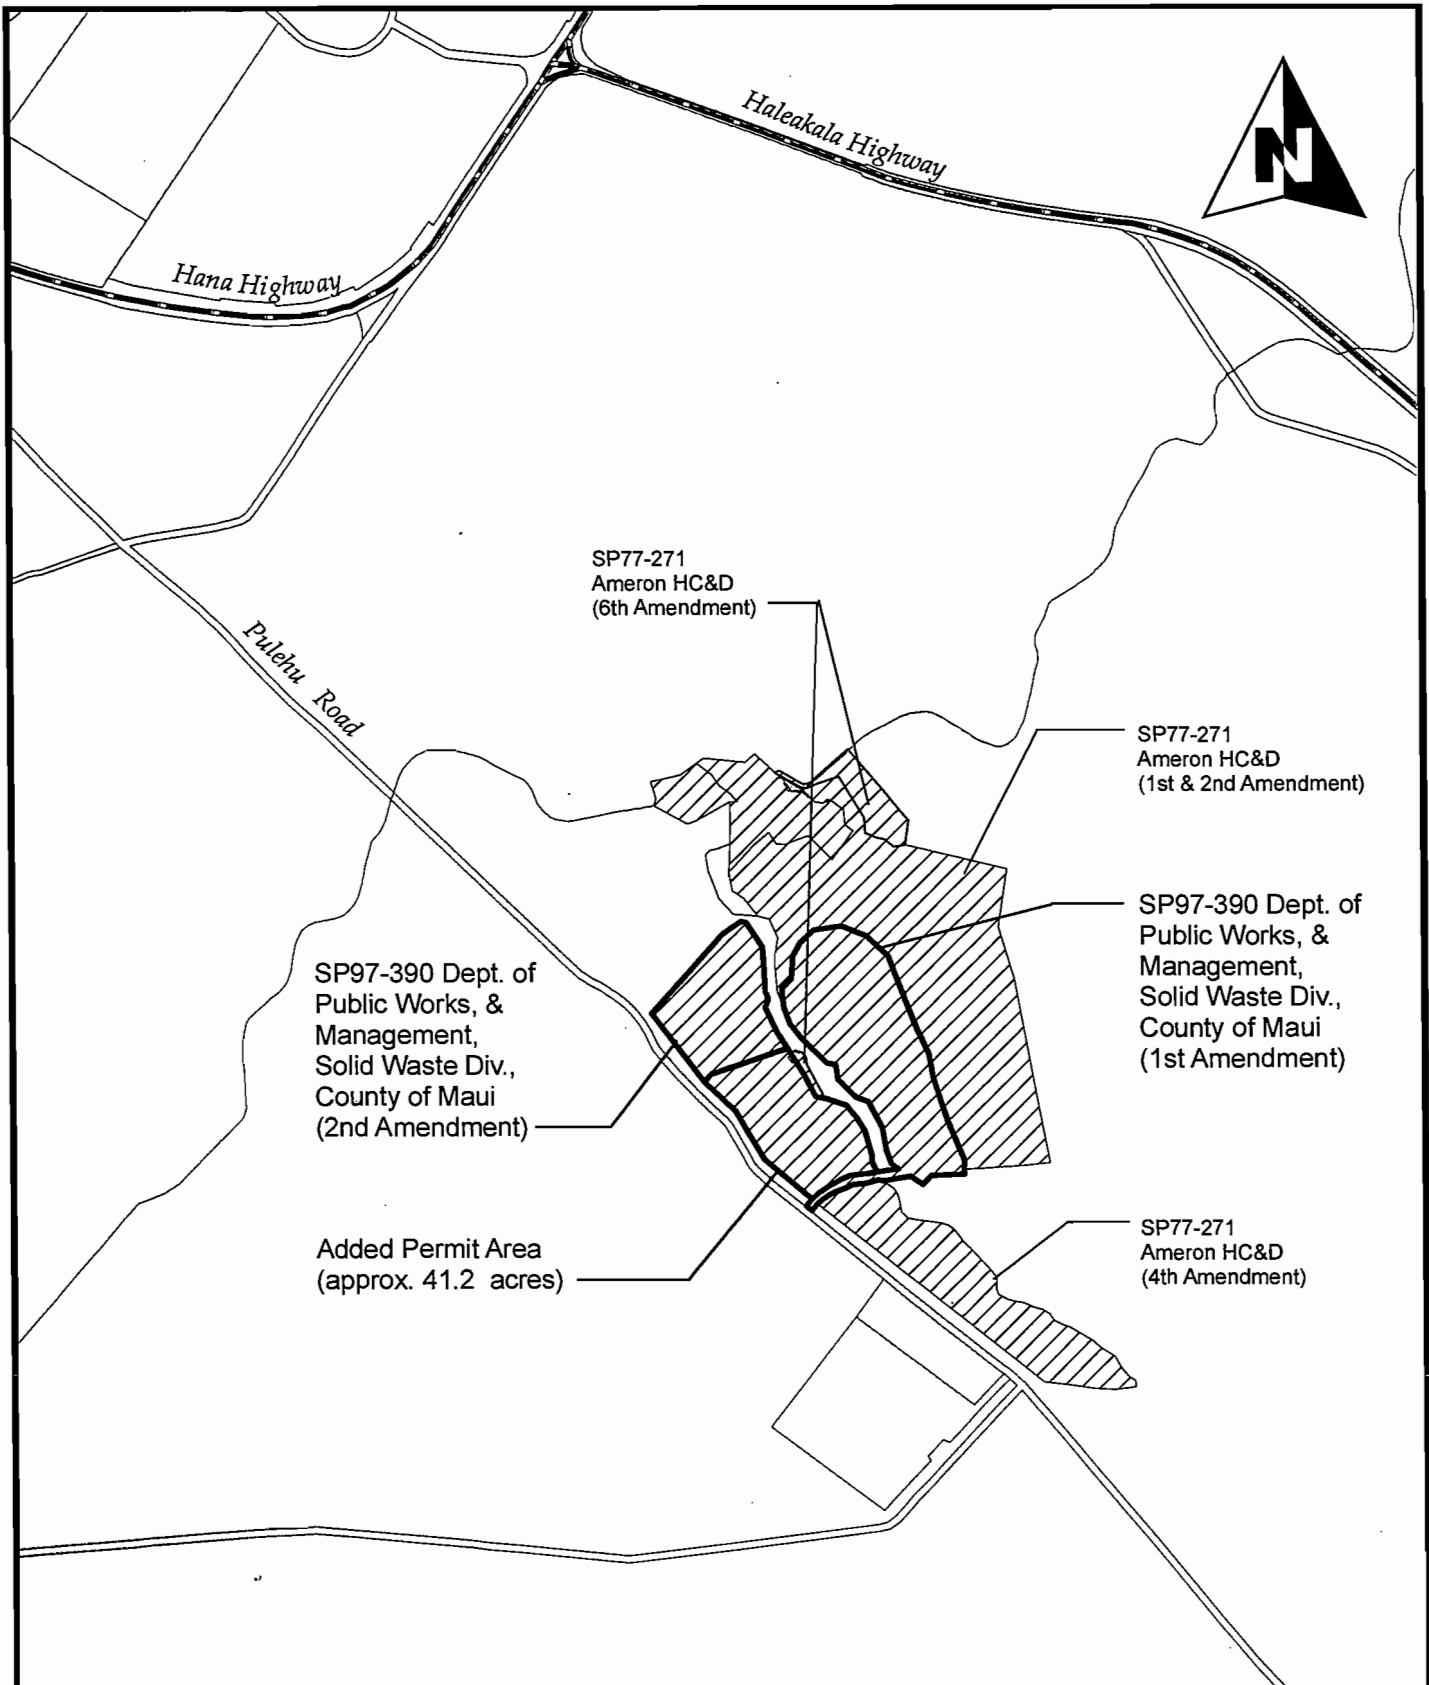 Haleakala Highway
N
Hana Highway
SP77-271
Ameron HC&D
(6th Amendment)
Pulehu Road
SP77-271
Ameron HC&D
(1st & 2nd Amendment)
SP97-390 Dept. of
Public Works, &
Management,
Solid Waste Div.,
County of Maui
(1st Amendment)
SP97-390 Dept. of
Public Works, &
Management,
Solid Waste Div.,
County of Maui
(2nd Amendment)
Added Permit Area
(approx. 41.2 acres)
SP77-271
Ameron HC&D
(4th Amendment)